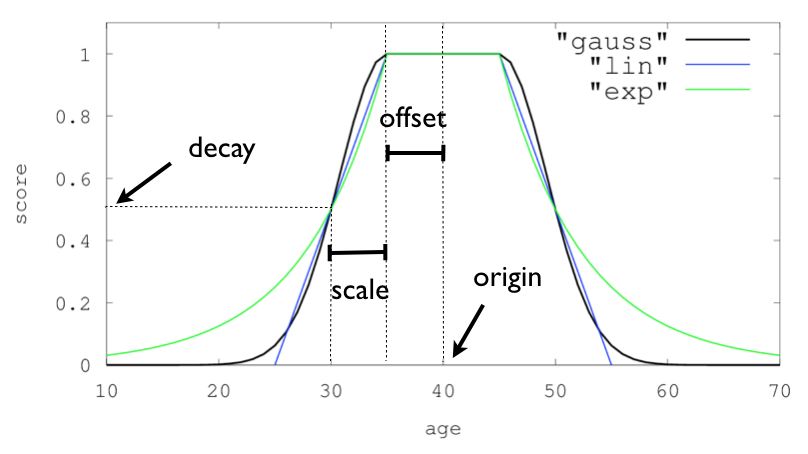 "gauss"
"lin"
"exp"
1
0.8
0.6
0.4
0.2
0
score
offset
decay
scale
origin
10 20 30 40 50 60 70
age